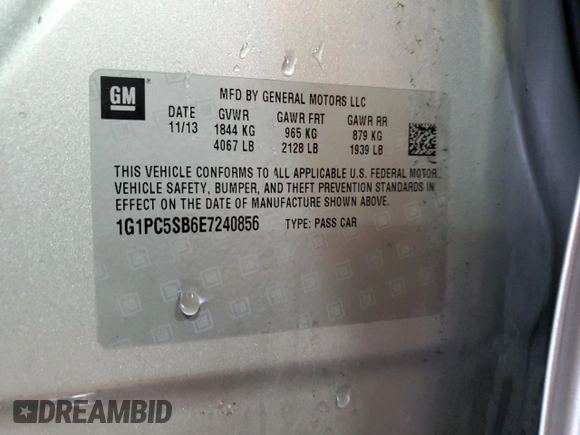 GM
MFD BY GENERAL MOTORS LLC
DATE GVWR GAWR FRT GAWR RR
11/13 1844 KG 965 KG 879 KG
4067 LB 2128 LB 1939 LB
THIS VEHICLE CONFORMS TO ALL APPLICABLE U.S. FEDERAL MOTOR
VEHICLE SAFETY, BUMPER, AND THEFT PREVENTION STANDARDS IN
EFFECT ON THE DATE OF MANUFACTURE SHOWN ABOVE.
1G1PC5SB6E7240856 TYPE: PASS CAR
DREAMBID